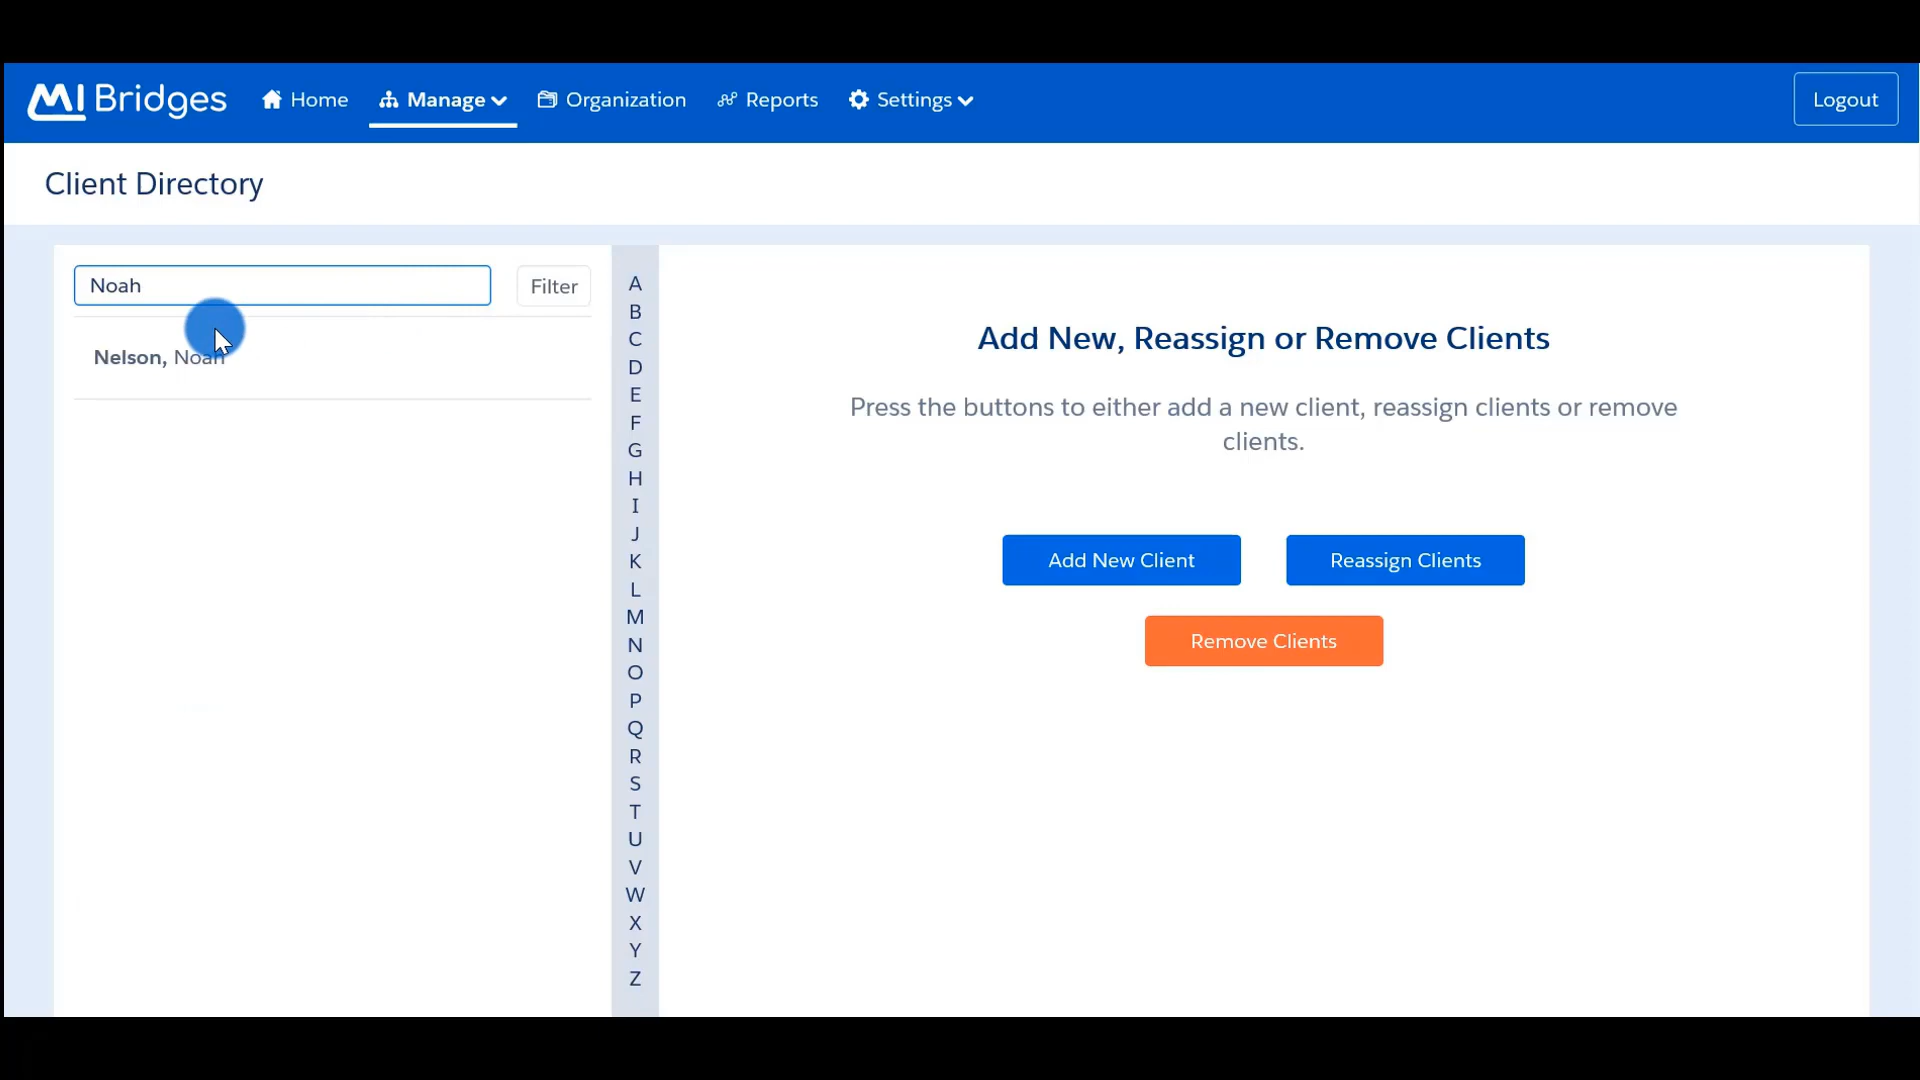 MI Bridges Home Manage Organization Reports Settings Logout
Client Directory
Noah Filter
Nelson, Noah
A
B
C
D
E
F
G
H
I
J
K
L
M
N
O
P
Q
R
S
T
U
V
W
X
Y
Z
Add New, Reassign or Remove Clients
Press the buttons to either add a new client, reassign clients or remove
clients.
Add New Client Reassign Clients
Remove Clients